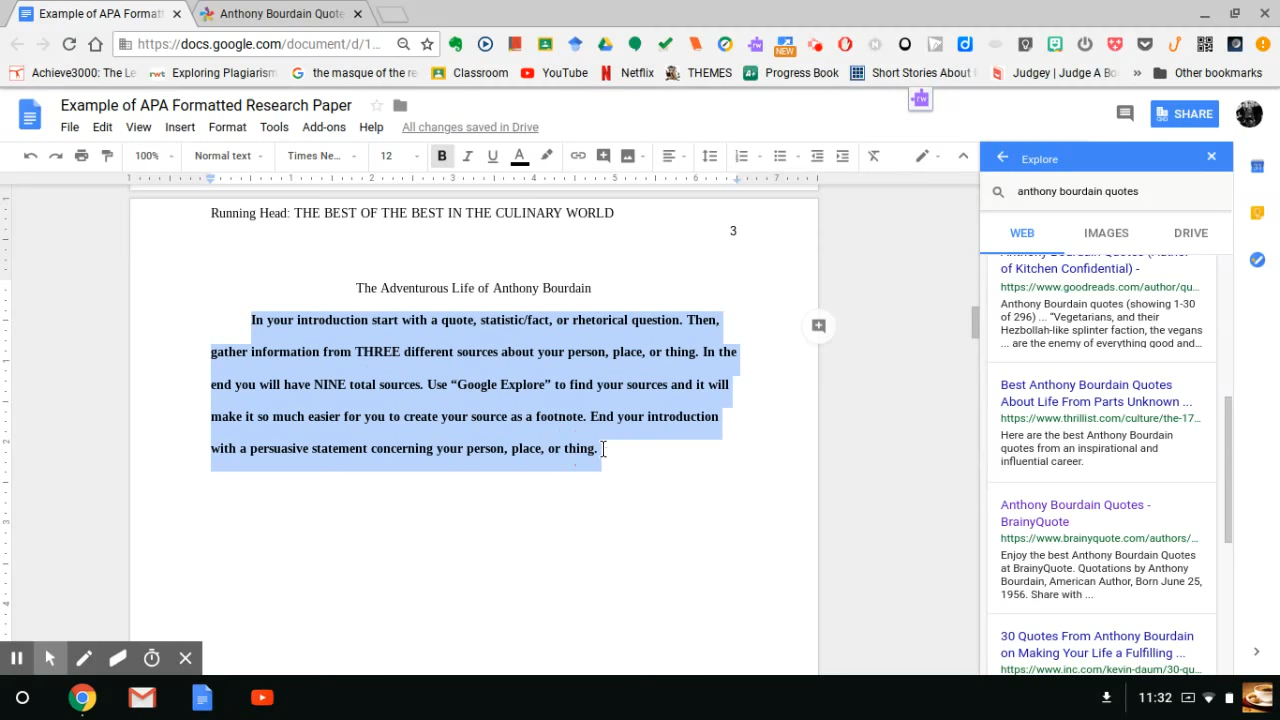 Example of APA Formatt
Anthony Bourdain Quote
https://docs.google.com/document/d/1...
NEW
Achieve3000: The Le
rwt Exploring Plagiarism
the masque of the re
Classroom
YouTube
Netflix
THEMES
Progress Book
Short Stories About
Judgey | Judge A Bo
»
Other bookmarks
Example of APA Formatted Research Paper
File Edit View Insert Format Tools Add-ons Help All changes saved in Drive
rw
SHARE
100% Normal text Times Ne... 12 B I U A
1 1 2 3 4 5 6 7
Running Head: THE BEST OF THE BEST IN THE CULINARY WORLD
3
The Adventurous Life of Anthony Bourdain
In your introduction start with a quote, statistic/fact, or rhetorical question. Then,
gather information from THREE different sources about your person, place, or thing. In the
end you will have NINE total sources. Use “Google Explore” to find your sources and it will
make it so much easier for you to create your source as a footnote. End your introduction
with a persuasive statement concerning your person, place, or thing.
Explore
anthony bourdain quotes
WEB IMAGES DRIVE
Anthony Bourdain Quotes (Author
of Kitchen Confidential) -
https://www.goodreads.com/author/qu...
Anthony Bourdain quotes (showing 1-30
of 296) ... “Vegetarians, and their
Hezbollah-like splinter faction, the vegans
... are the enemy of everything good and...
Best Anthony Bourdain Quotes
About Life From Parts Unknown ...
https://www.thrillist.com/culture/the-17...
Here are the best Anthony Bourdain
quotes from an inspirational and
influential career.
Anthony Bourdain Quotes -
BrainyQuote
https://www.brainyquote.com/authors/...
Enjoy the best Anthony Bourdain Quotes
at BrainyQuote. Quotations by Anthony
Bourdain, American Author, Born June 25,
1956. Share with ...
30 Quotes From Anthony Bourdain
on Making Your Life a Fulfilling ...
https://www.inc.com/kevin-daum/30-qu...
11:32